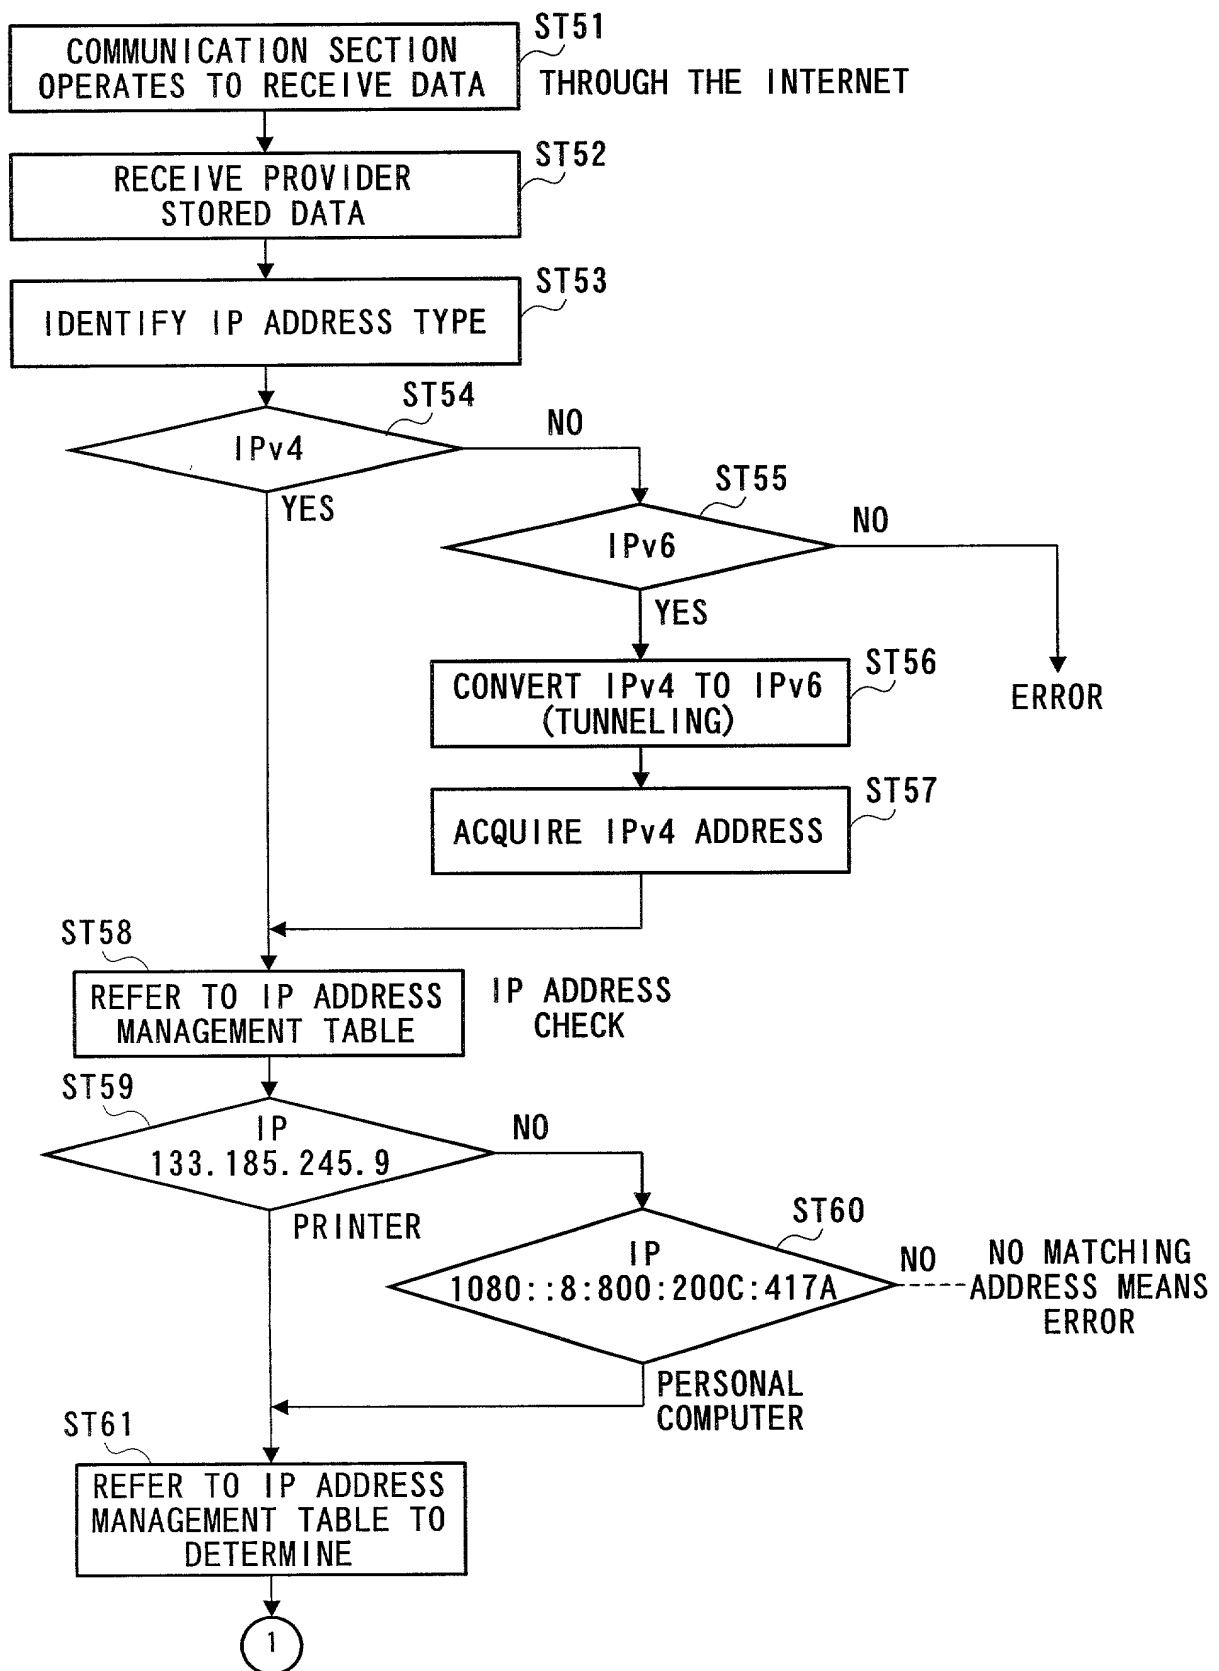 ST51
COMMUNICATION SECTION
OPERATES TO RECEIVE DATA
THROUGH THE INTERNET
ST52
RECEIVE PROVIDER
STORED DATA
ST53
IDENTIFY IP ADDRESS TYPE
ST54
IPv4
NO
YES
ST55
IPv6
NO
YES
ERROR
ST56
CONVERT IPv4 TO IPv6
(TUNNELING)
ST57
ACQUIRE IPv4 ADDRESS
ST58
REFER TO IP ADDRESS
MANAGEMENT TABLE
IP ADDRESS
CHECK
ST59
IP
133.185.245.9
NO
PRINTER
ST60
IP
1080::8:800:200C:417A
NO
NO MATCHING
ADDRESS MEANS
ERROR
PERSONAL
COMPUTER
ST61
REFER TO IP ADDRESS
MANAGEMENT TABLE TO
DETERMINE
1